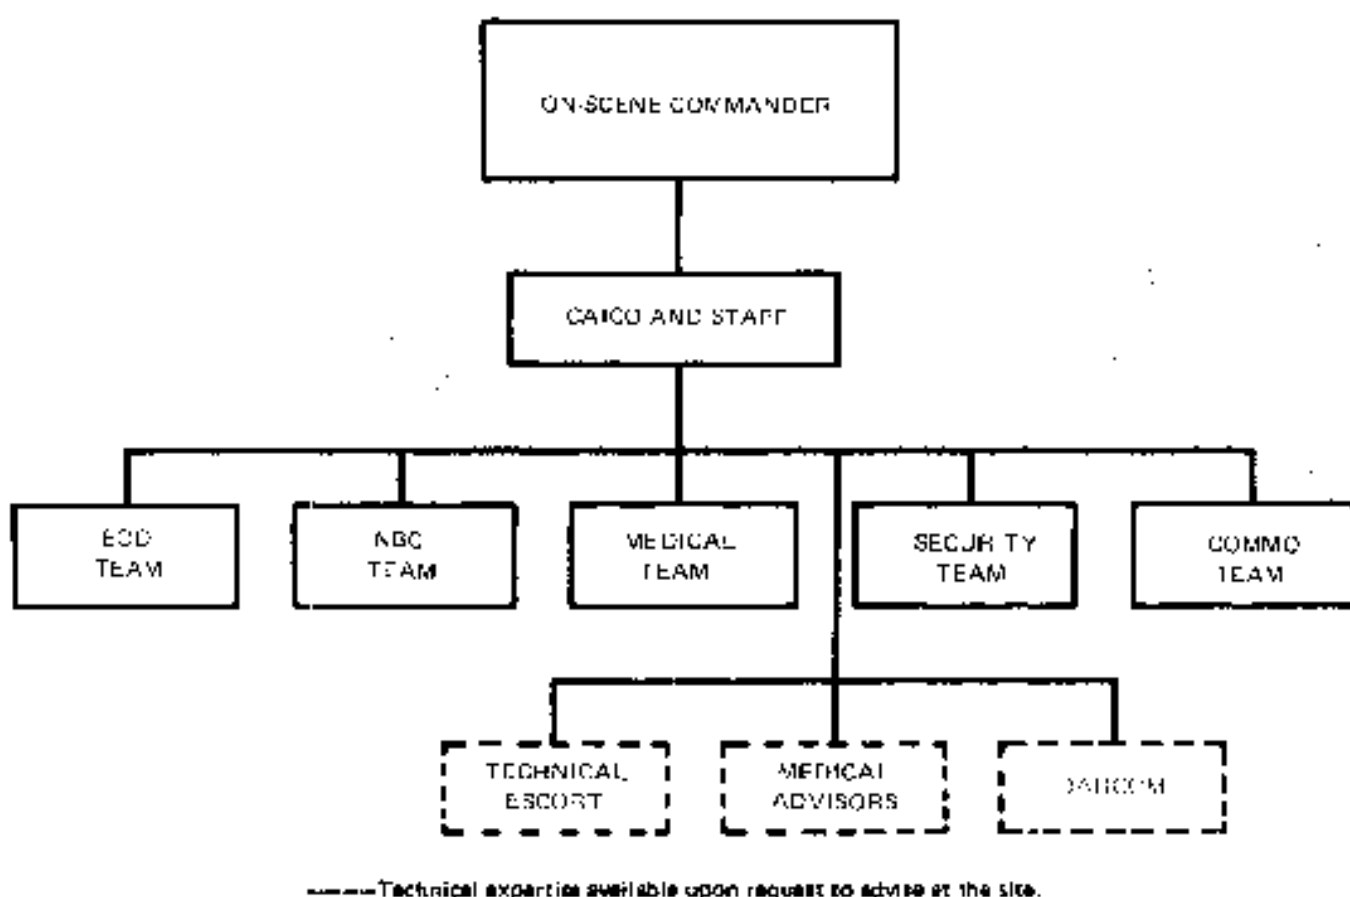 ON-SCENE COMMANDER
CAICO AND STAFF
EOD
TEAM
NBC
TEAM
MEDICAL
TEAM
SECURITY
TEAM
COMMO
TEAM
TECHNICAL
ESCORT
MEDICAL
ADVISORS
DARCOM
------ Technical expertise available upon request to advise at the site.